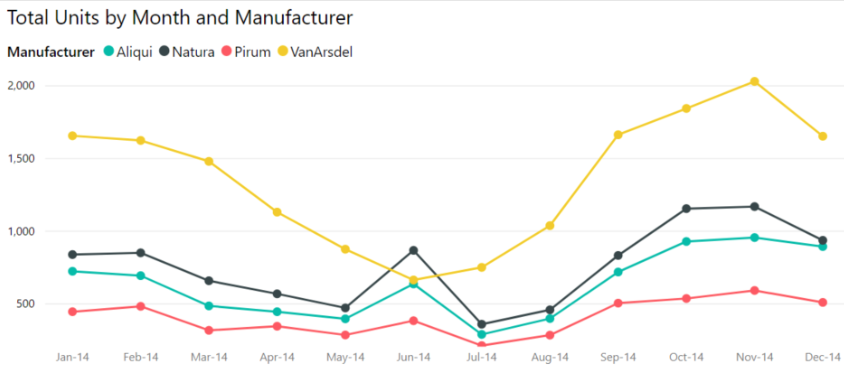 Total Units by Month and Manufacturer
Manufacturer Aliqui Natura Pirum VanArsdel
2,000
1,500
1,000
500
Jan-14 Feb-14 Mar-14 Apr-14 May-14 Jun-14 Jul-14 Aug-14 Sep-14 Oct-14 Nov-14 Dec-14